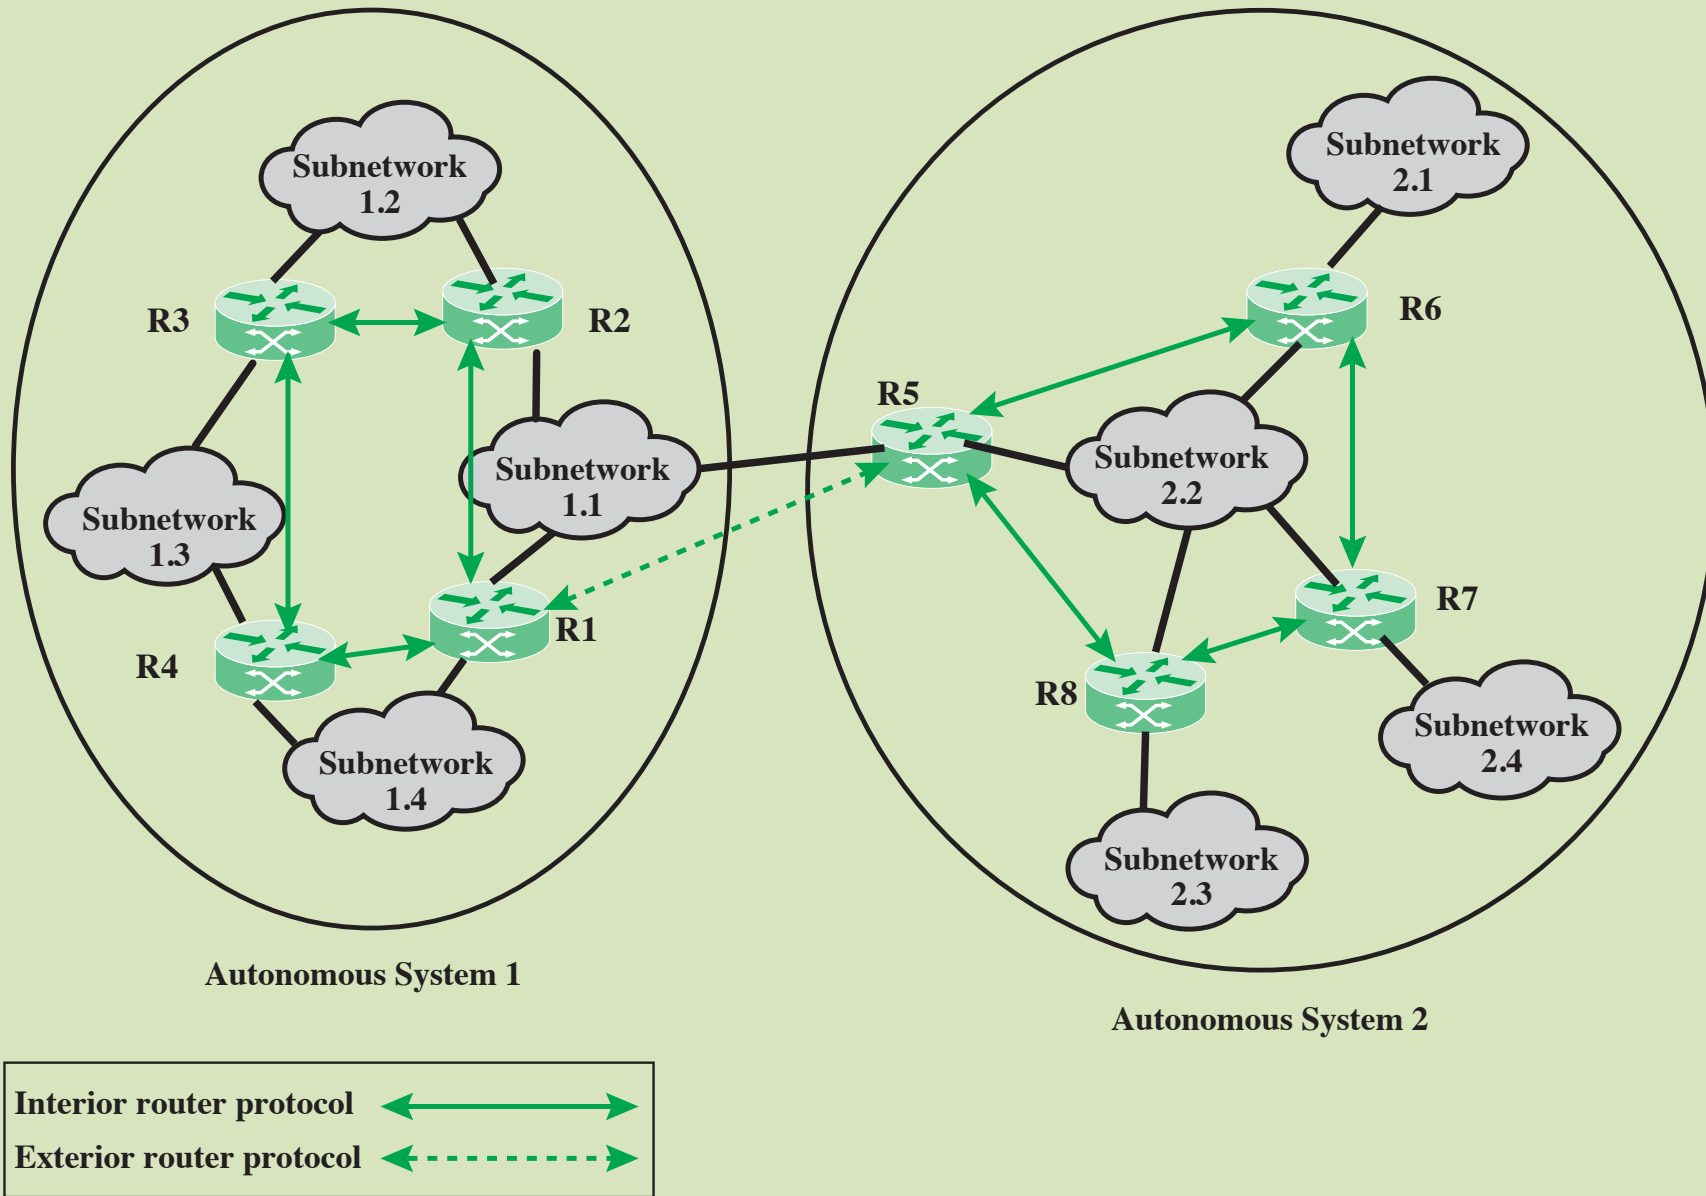 Subnetwork
1.2
R3
R2
Subnetwork
1.1
Subnetwork
1.3
R4
R1
Subnetwork
1.4
Autonomous System 1
Subnetwork
2.1
R6
R5
Subnetwork
2.2
R7
R8
Subnetwork
2.4
Subnetwork
2.3
Autonomous System 2
Interior router protocol
Exterior router protocol